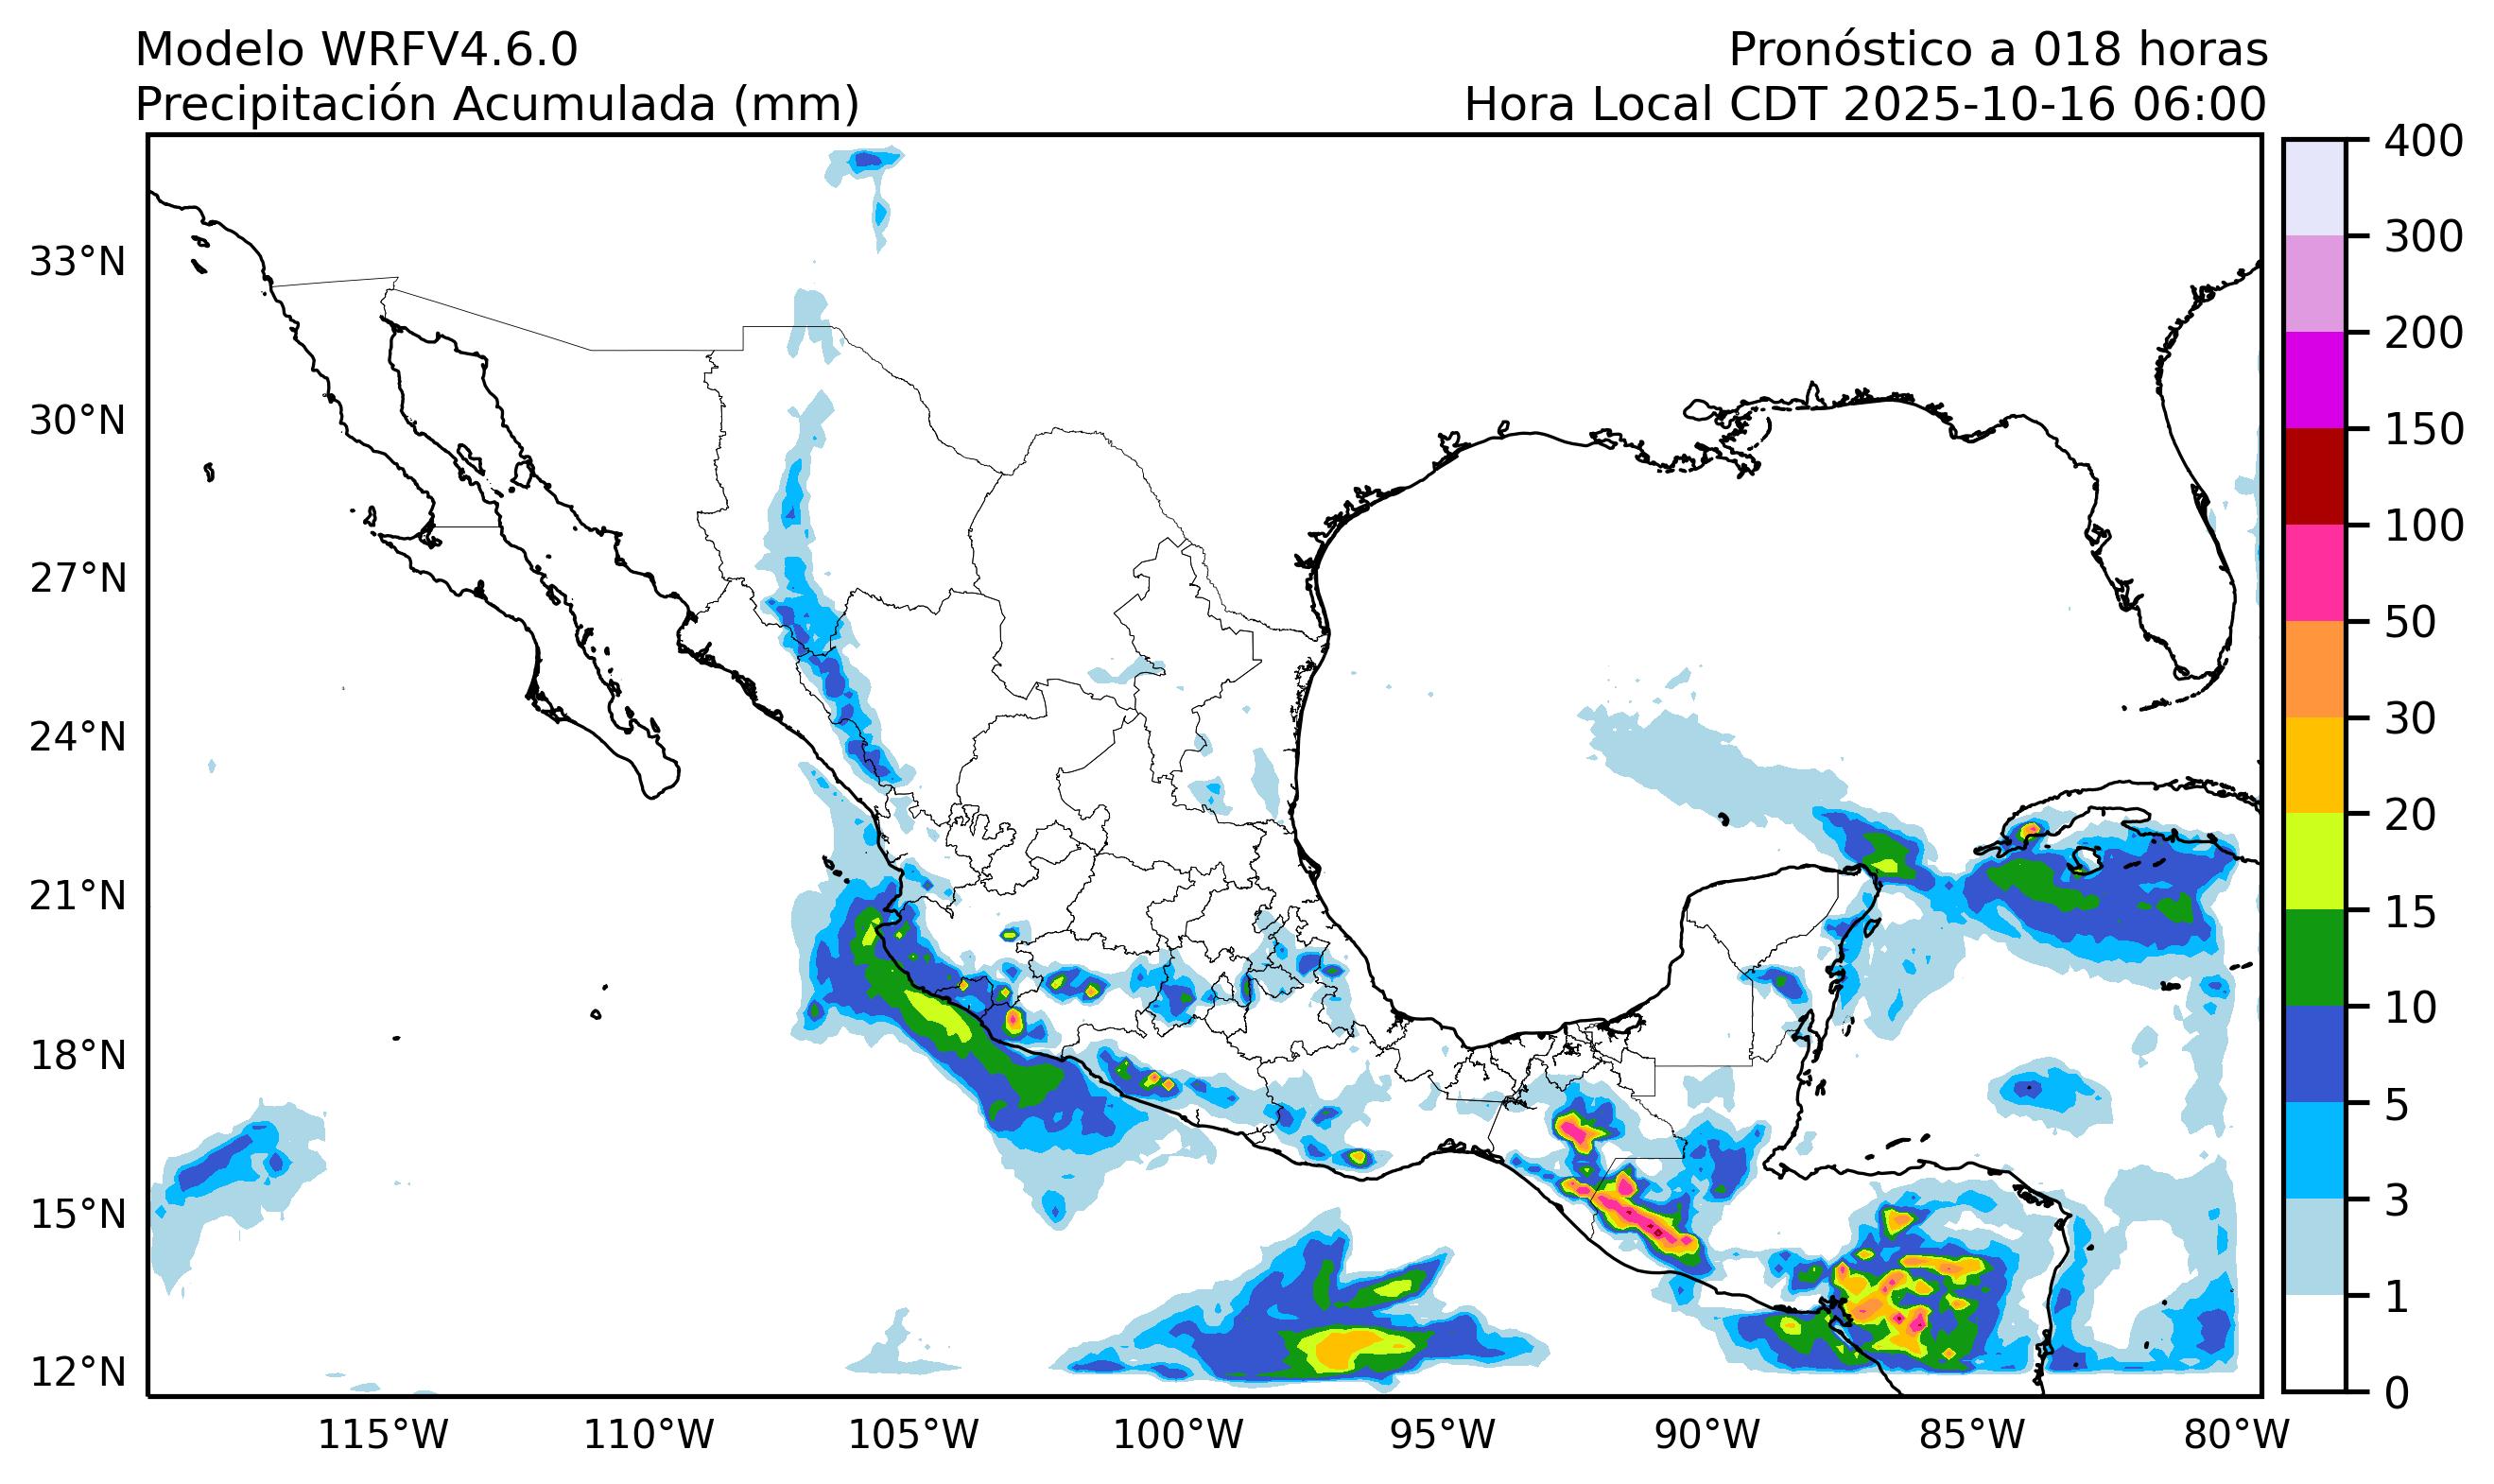 Modelo WRFV4.6.0
Precipitación Acumulada (mm)
Pronóstico a 018 horas
Hora Local CDT 2025-10-16 06:00
33°N
30°N
27°N
24°N
21°N
18°N
15°N
12°N
115°W
110°W
105°W
100°W
95°W
90°W
85°W
80°W
400
300
200
150
100
50
30
20
15
10
5
3
1
0